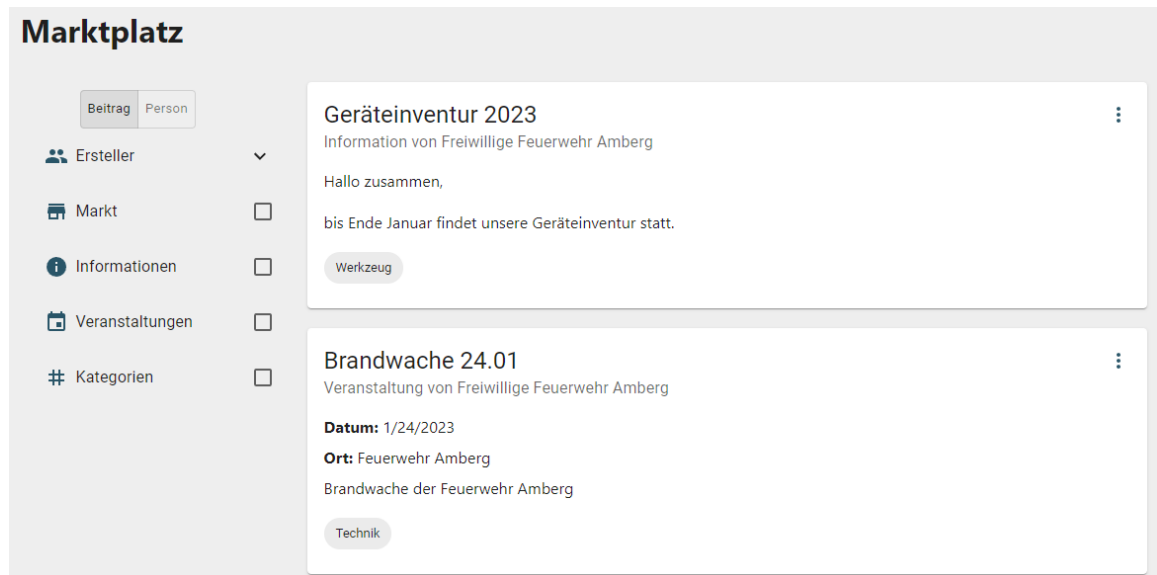 Marktplatz
Beitrag Person
Ersteller
Markt
Informationen
Veranstaltungen
# Kategorien
Geräteinventur 2023
Information von Freiwillige Feuerwehr Amberg
Hallo zusammen,
bis Ende Januar findet unsere Geräteinventur statt.
Werkzeug
Brandwache 24.01
Veranstaltung von Freiwillige Feuerwehr Amberg
Datum: 1/24/2023
Ort: Feuerwehr Amberg
Brandwache der Feuerwehr Amberg
Technik